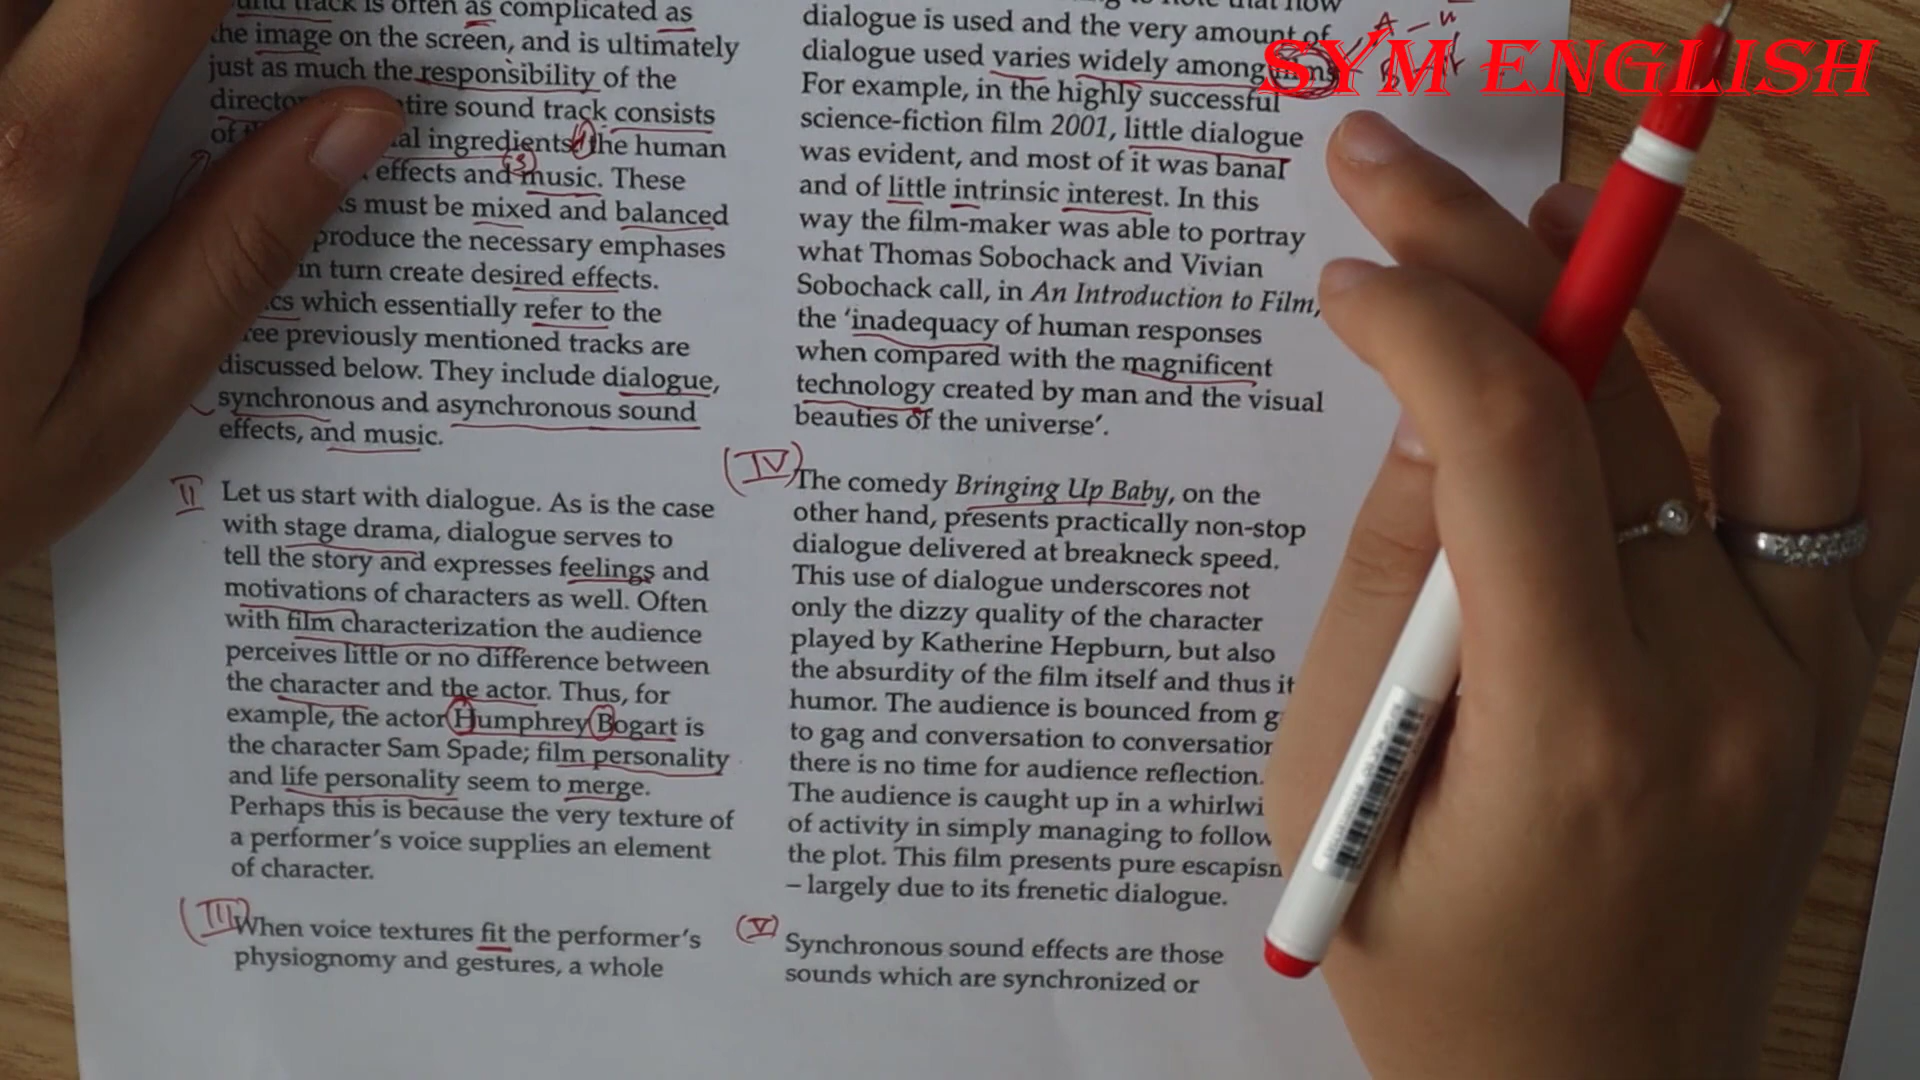 track is often as complicated as
the image on the screen, and is ultimately
just as much the responsibility of the
tire sound track consists
of al ingredients: the human
effects and music. These
must be mixed and balanced
produce the necessary emphases
in turn create desired effects.
which essentially refer to the
previously mentioned tracks are
discussed below. They include dialogue,
synchronous and asynchronous sound
effects, and music.
II
Let us start with dialogue. As is the case
with stage drama, dialogue serves to
tell the story and expresses feelings and
motivations of characters as well. Often
with film characterization the audience
perceives little or no difference between
the character and the actor. Thus, for
example, the actor Humphrey Bogart is
the character Sam Spade; film personality
and life personality seem to merge.
Perhaps this is because the very texture of
a performer's voice supplies an element
of character.
(III)
When voice textures fit the performer's
physiognomy and gestures, a whole
to note that how
dialogue is used and the very amount of
dialogue used varies widely among
For example, in the highly successful
science-fiction film 2001, little dialogue
was evident, and most of it was banal
and of little intrinsic interest. In this
way the film-maker was able to portray
what Thomas Sobochack and Vivian
Sobochack call, in An Introduction to Film,
the 'inadequacy of human responses
when compared with the magnificent
technology created by man and the visual
beauties of the universe'.
(IV)
The comedy Bringing Up Baby, on the
other hand, presents practically non-stop
dialogue delivered at breakneck speed.
This use of dialogue underscores not
only the dizzy quality of the character
played by Katherine Hepburn, but also
the absurdity of the film itself and thus it
humor. The audience is bounced from g
to gag and conversation to conversation
there is no time for audience reflection.
The audience is caught up in a whirlwi
of activity in simply managing to follow
the plot. This film presents pure escapism
– largely due to its frenetic dialogue.
(V)
Synchronous sound effects are those
sounds which are synchronized or
SYM ENGLISH